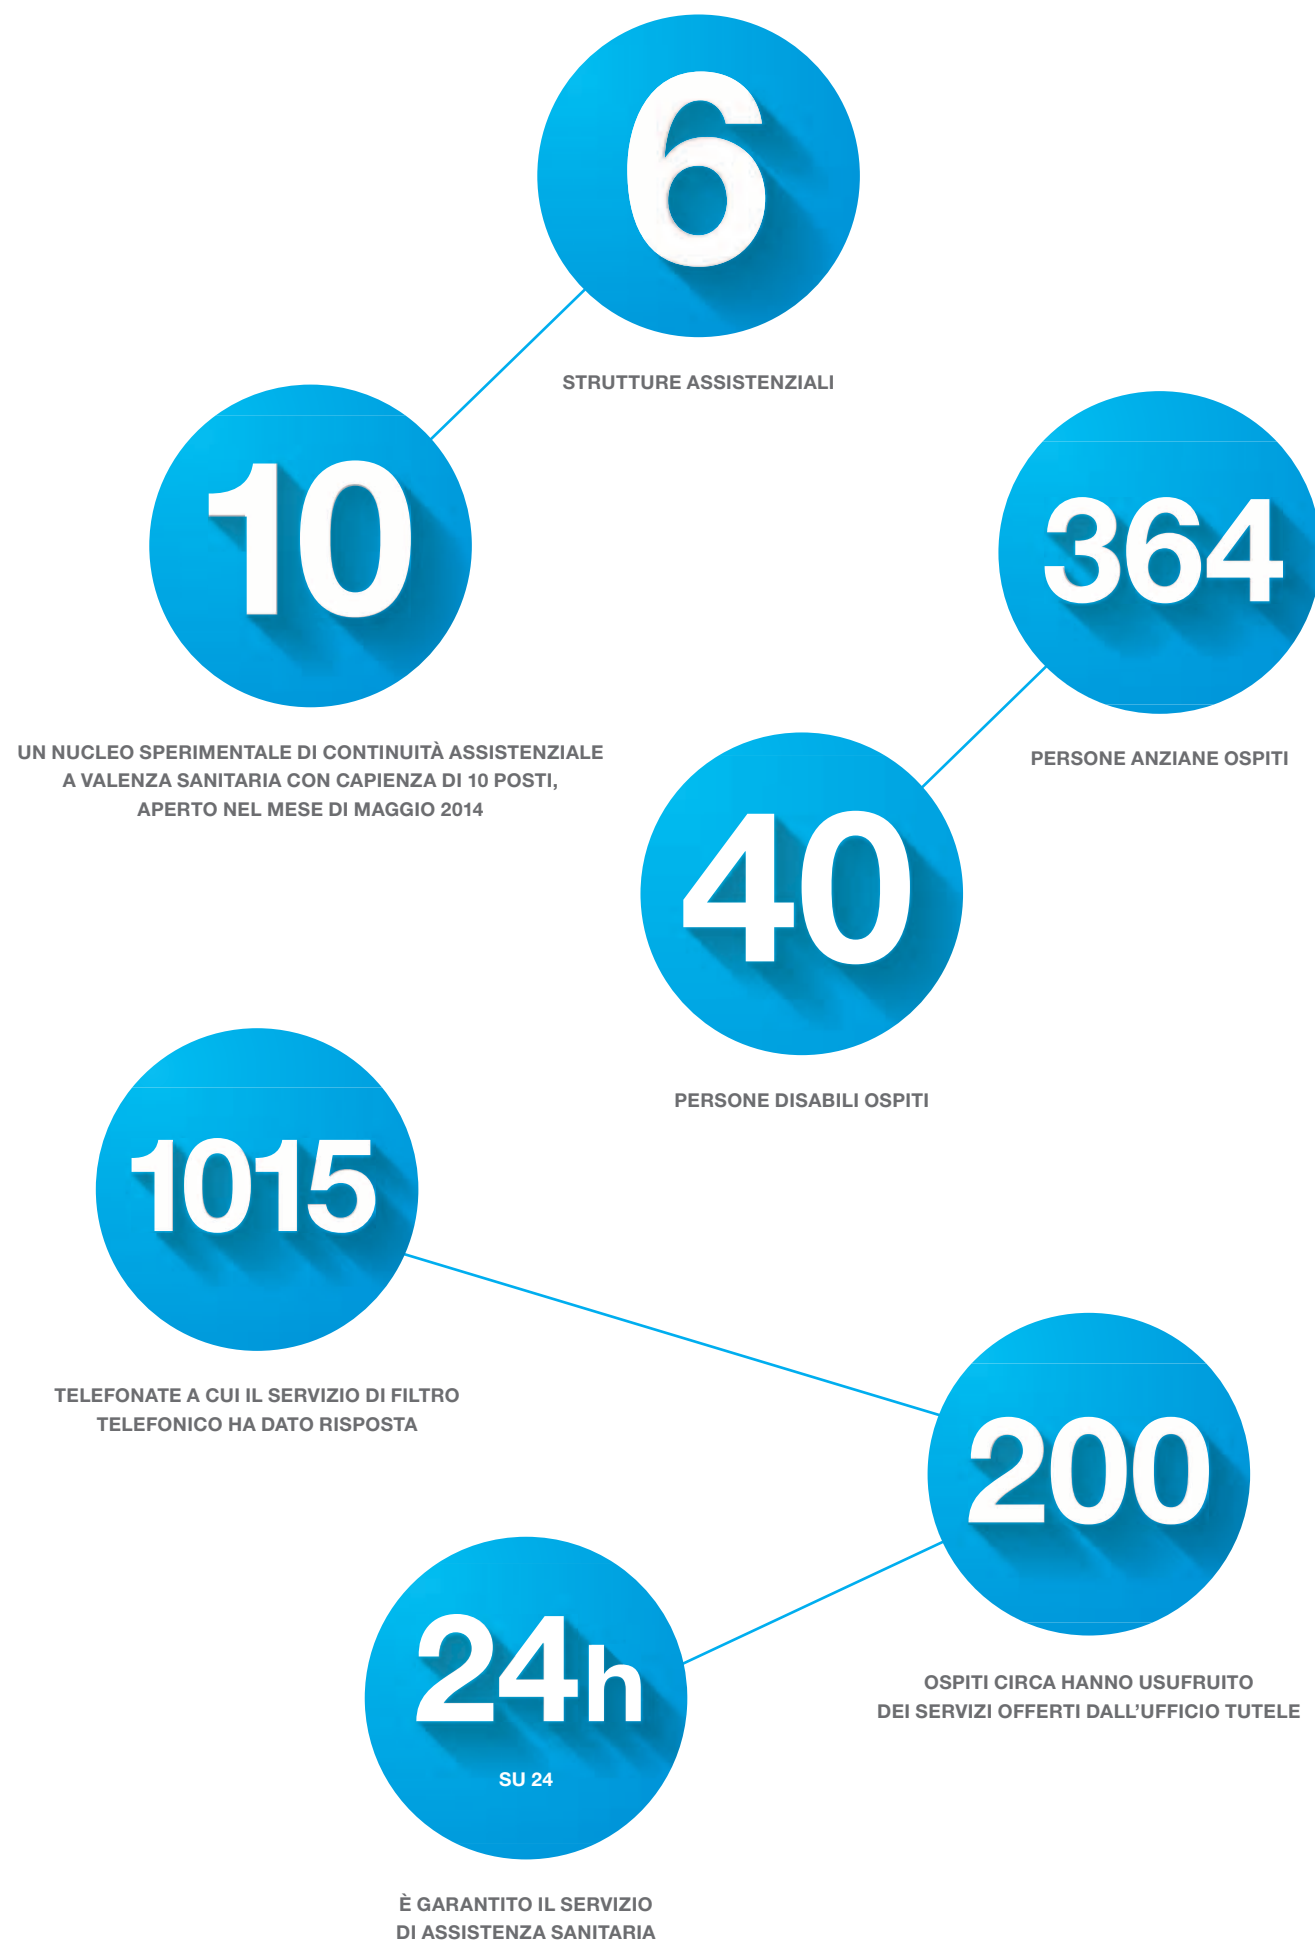 6
STRUTTURE ASSISTENZIALI
10
UN NUCLEO SPERIMENTALE DI CONTINUITÀ ASSISTENZIALE
A VALENZA SANITARIA CON CAPIENZA DI 10 POSTI,
APERTO NEL MESE DI MAGGIO 2014
364
PERSONE ANZIANE OSPITI
40
PERSONE DISABILI OSPITI
1015
TELEFONATE A CUI IL SERVIZIO DI FILTRO
TELEFONICO HA DATO RISPOSTA
200
OSPITI CIRCA HANNO USUFRUITO
DEI SERVIZI OFFERTI DALL’UFFICIO TUTELE
24h
SU 24
È GARANTITO IL SERVIZIO
DI ASSISTENZA SANITARIA